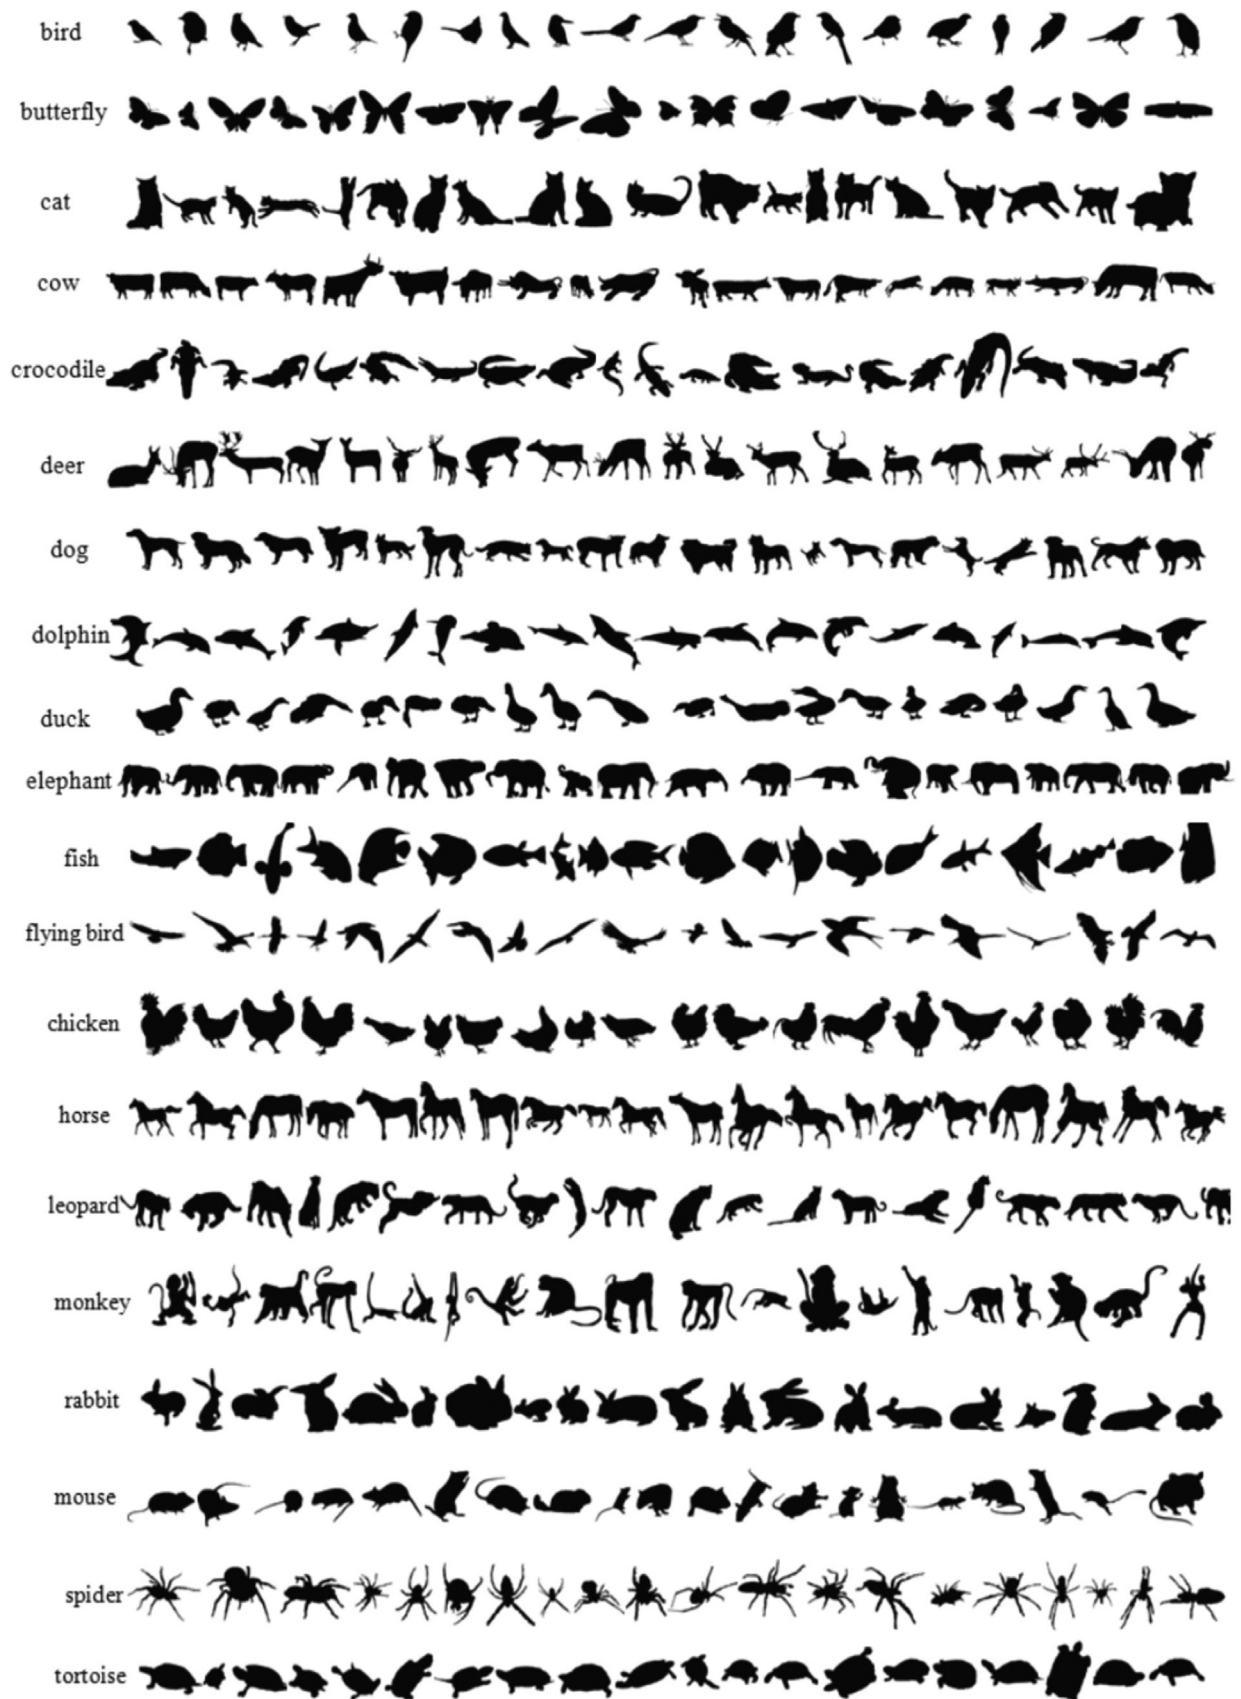 bird
butterfly
cat
cow
crocodile
deer
dog
dolphin
duck
elephant
fish
flying bird
chicken
horse
leopard
monkey
rabbit
mouse
spider
tortoise